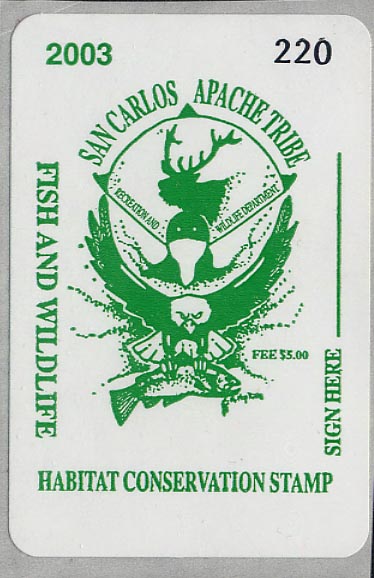 2003
220
SAN CARLOS APACHE TRIBE
RECREATION AND WILDLIFE DEPARTMENT
FISH AND WILDLIFE
FEE $5.00
SIGN HERE
HABITAT CONSERVATION STAMP